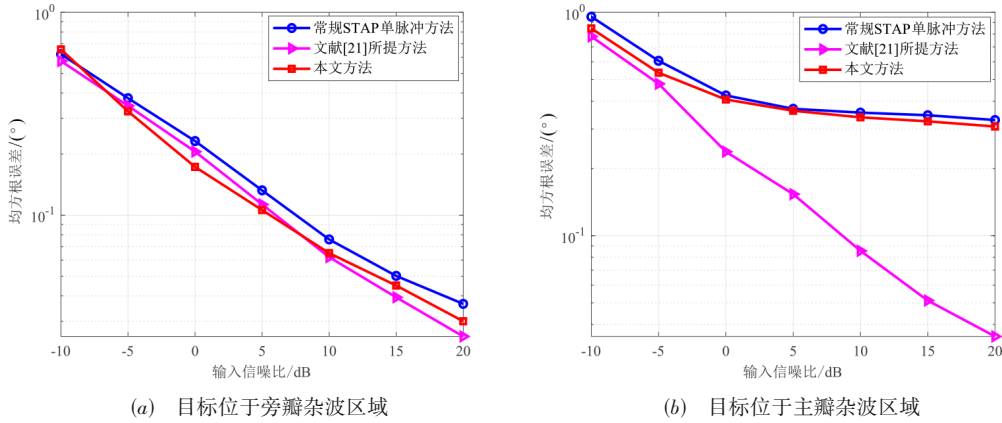 10⁰
10⁻¹
均方根误差/(°)
常规STAP单脉冲方法
文献[21]所提方法
本文方法
-10 -5 0 5 10 15 20
输入信噪比/dB
(a) 目标位于旁瓣杂波区域
10⁰
10⁻¹
均方根误差/(°)
常规STAP单脉冲方法
文献[21]所提方法
本文方法
-10 -5 0 5 10 15 20
输入信噪比/dB
(b) 目标位于主瓣杂波区域